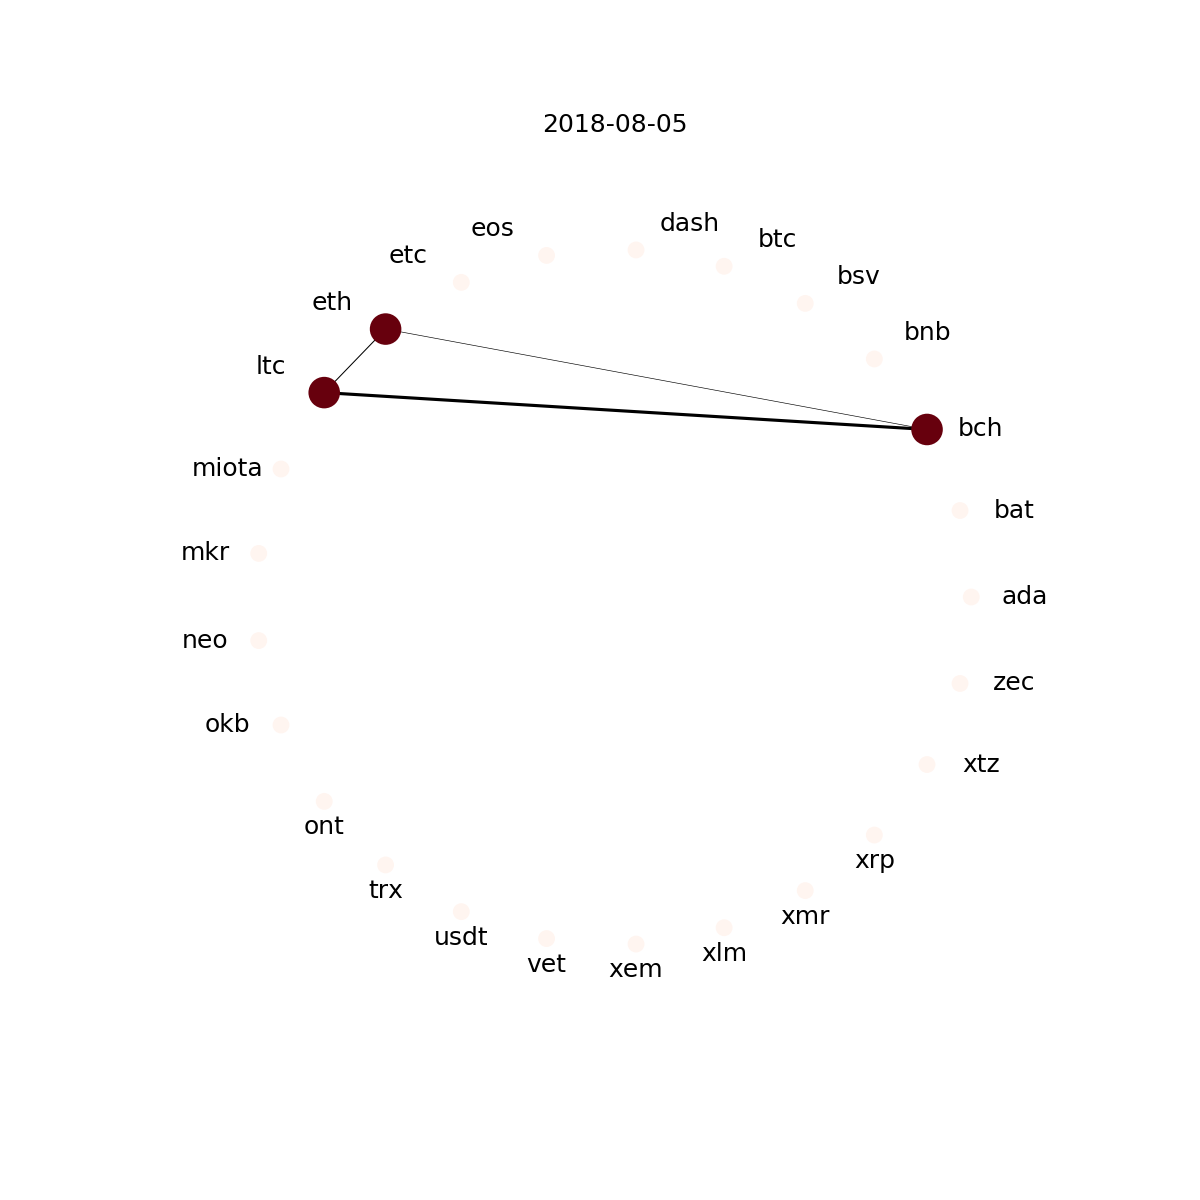 2018-08-05
dash
eos
btc
etc
bsv
eth
bnb
ltc
bch
miota
bat
mkr
ada
neo
zec
okb
xtz
ont
xrp
trx
xmr
usdt
xlm
vet
xem